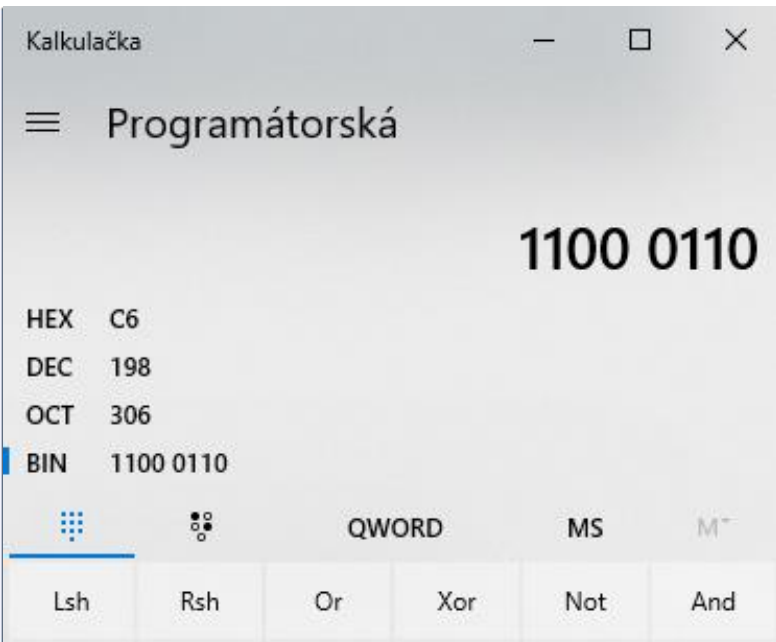 Kalkulačka
Programátorská
1100 0110
HEX C6
DEC 198
OCT 306
BIN 1100 0110
QWORD MS M˅
Lsh Rsh Or Xor Not And